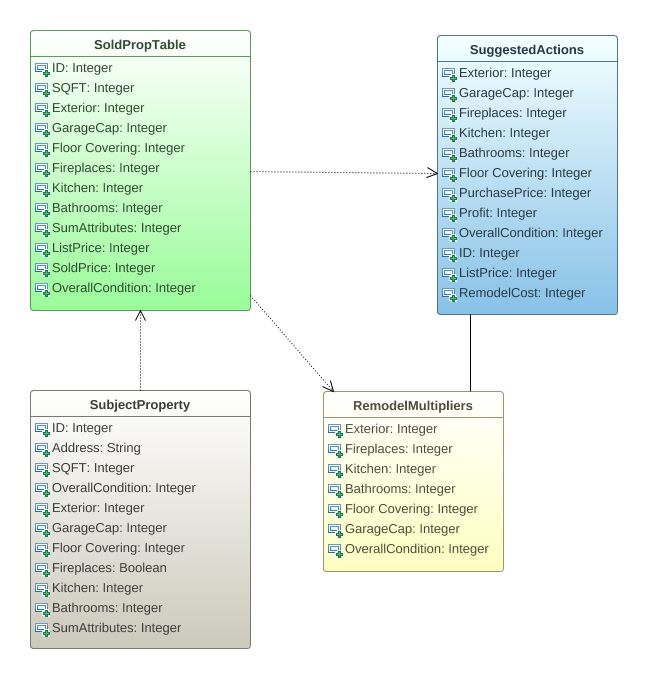 SoldPropTable
ID: Integer
SQFT: Integer
Exterior: Integer
GarageCap: Integer
Floor Covering: Integer
Fireplaces: Integer
Kitchen: Integer
Bathrooms: Integer
SumAttributes: Integer
ListPrice: Integer
SoldPrice: Integer
OverallCondition: Integer
SuggestedActions
Exterior: Integer
GarageCap: Integer
Fireplaces: Integer
Kitchen: Integer
Bathrooms: Integer
Floor Covering: Integer
PurchasePrice: Integer
Profit: Integer
OverallCondition: Integer
ID: Integer
ListPrice: Integer
RemodelCost: Integer
SubjectProperty
ID: Integer
Address: String
SQFT: Integer
OverallCondition: Integer
Exterior: Integer
GarageCap: Integer
Floor Covering: Integer
Fireplaces: Boolean
Kitchen: Integer
Bathrooms: Integer
SumAttributes: Integer
RemodelMultipliers
Exterior: Integer
Fireplaces: Integer
Kitchen: Integer
Bathrooms: Integer
Floor Covering: Integer
GarageCap: Integer
OverallCondition: Integer